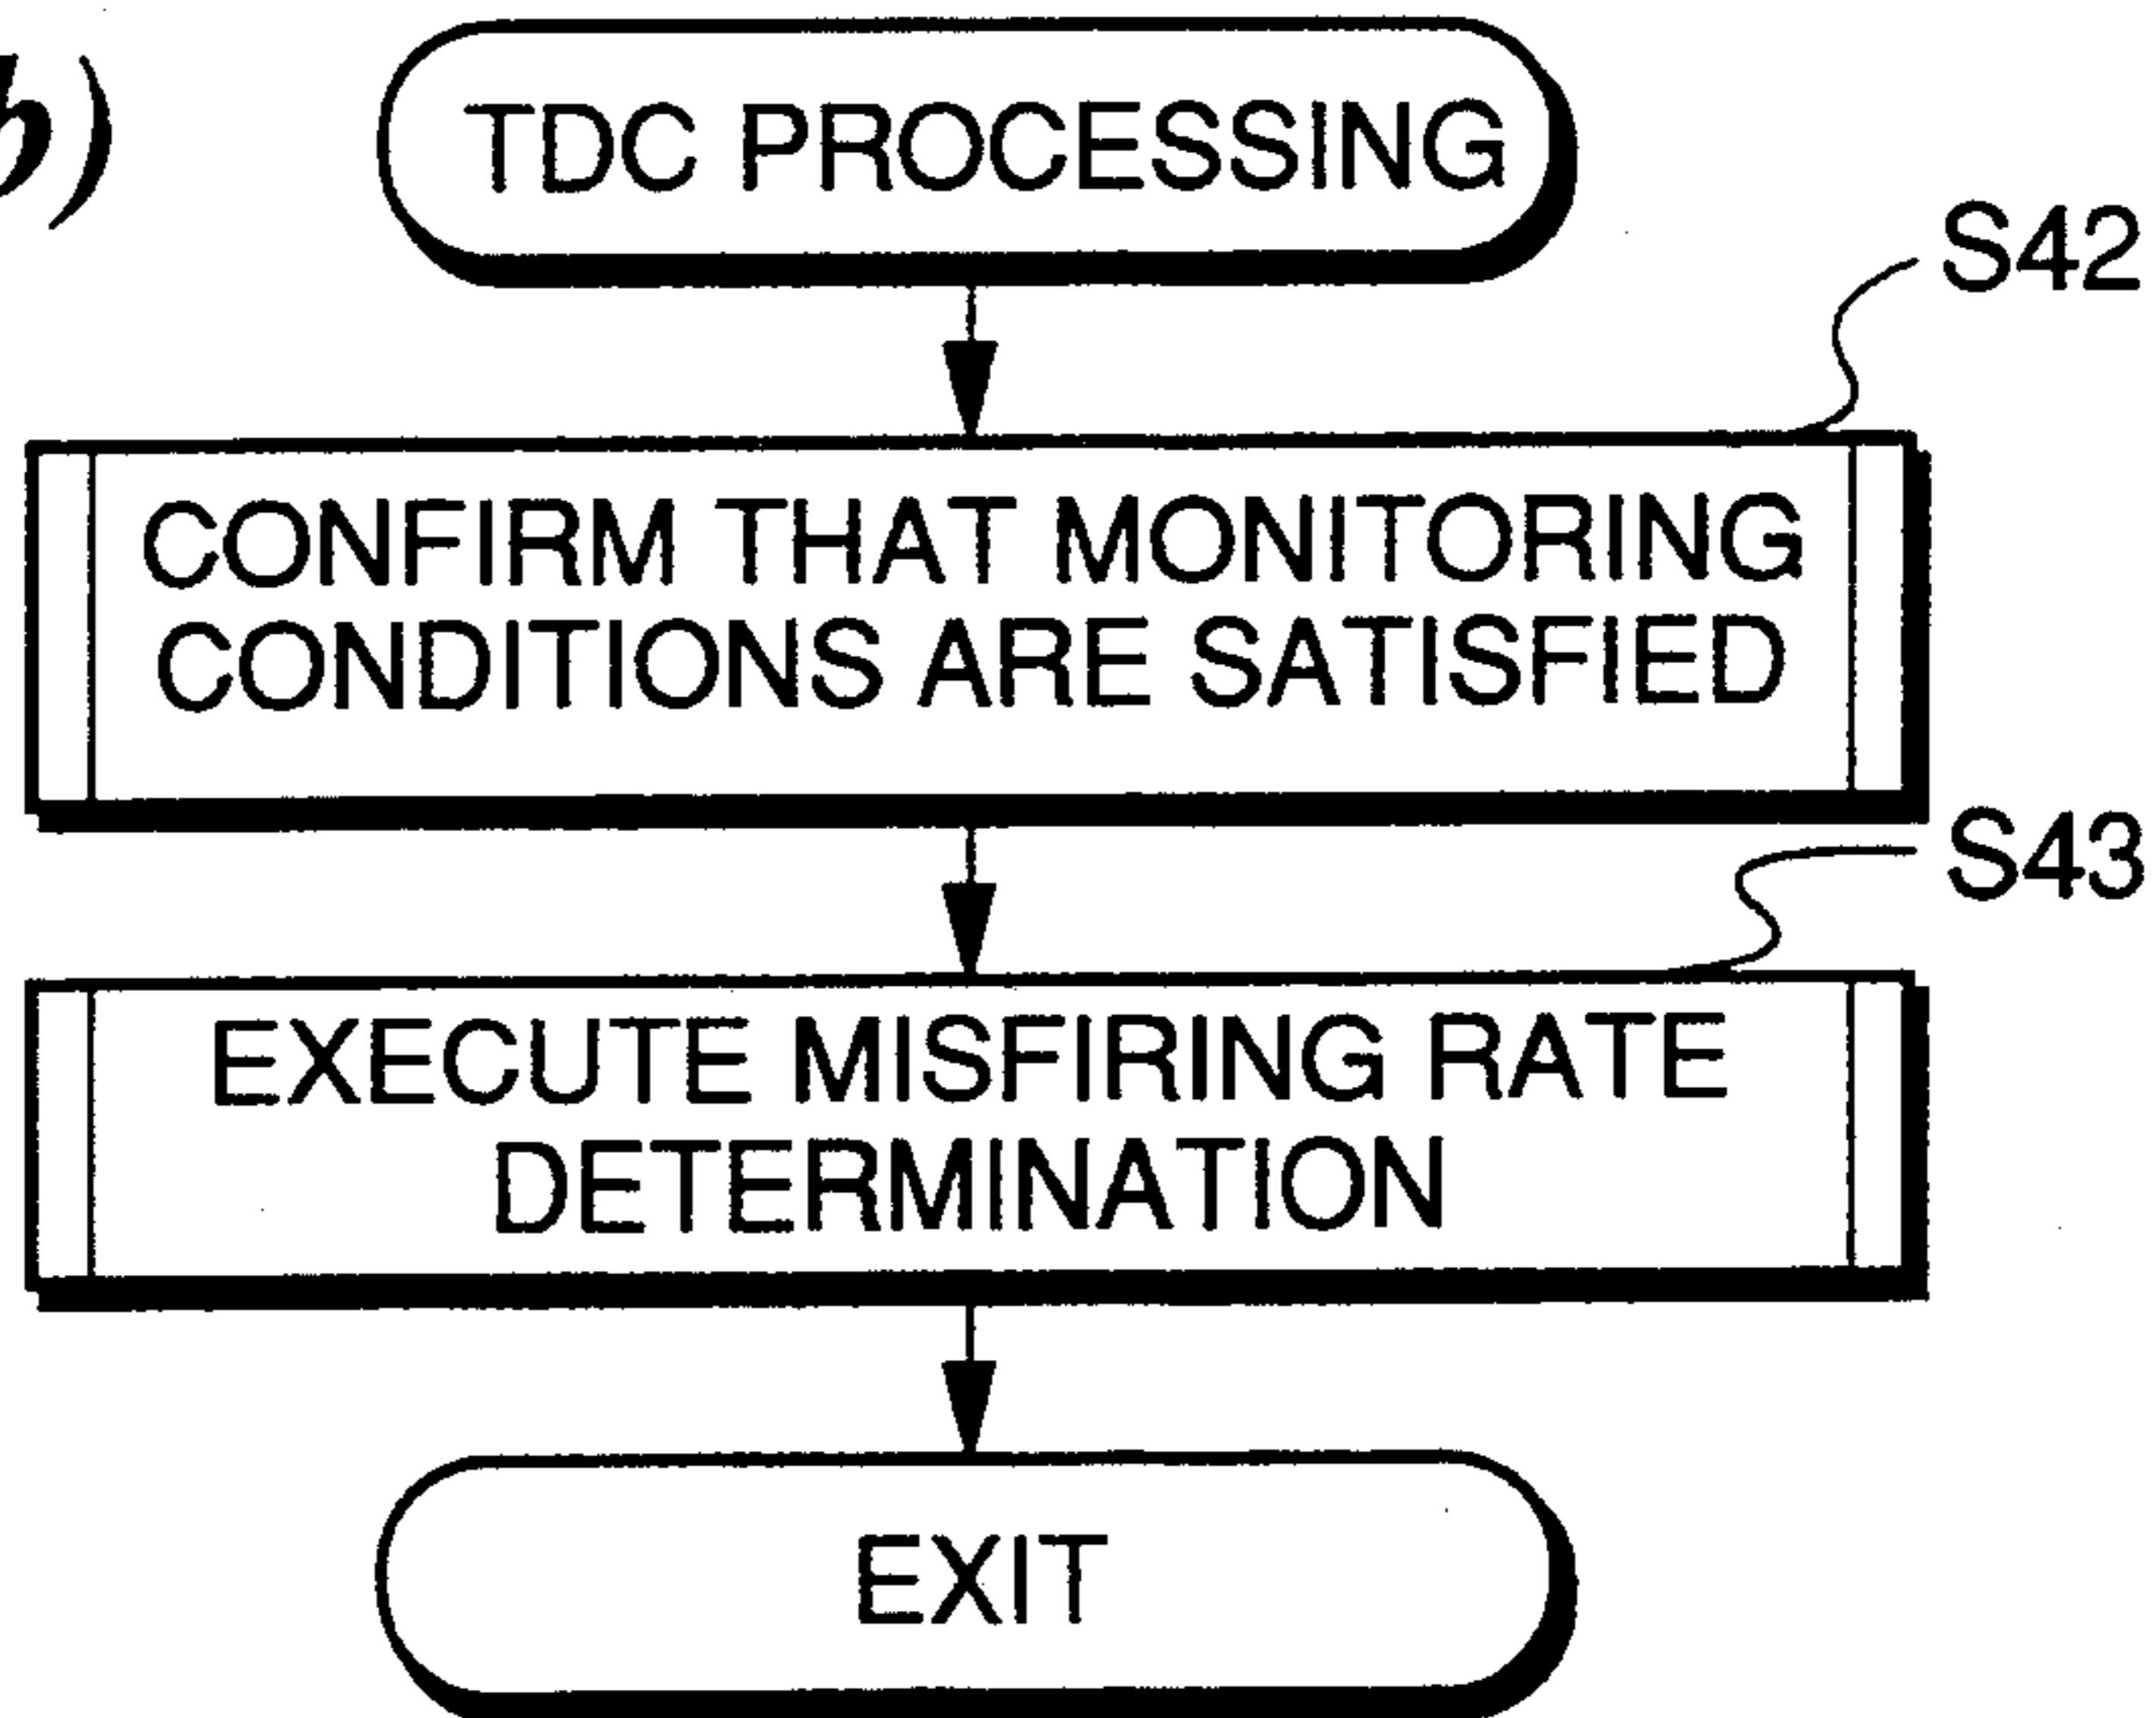 b)
TDC PROCESSING
S42
CONFIRM THAT MONITORING
CONDITIONS ARE SATISFIED
S43
EXECUTE MISFIRING RATE
DETERMINATION
EXIT